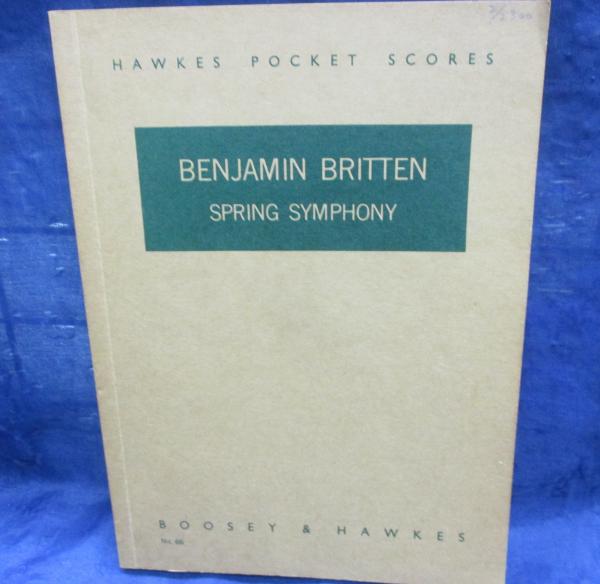 HAWKES POCKET SCORES
BENJAMIN BRITTEN
SPRING SYMPHONY
BOOSEY & HAWKES